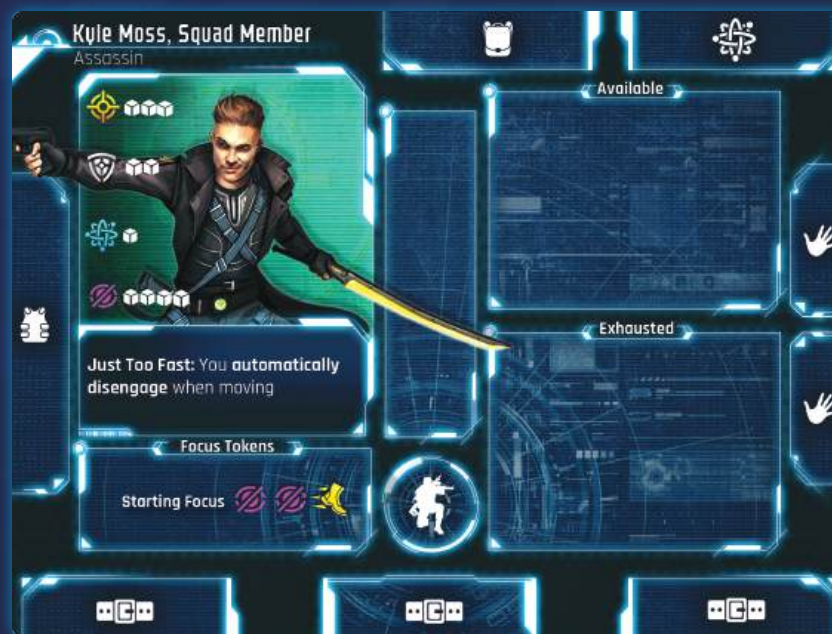 Kyle Moss, Squad Member
Assassin
Available
Just Too Fast: You automatically
disengage when moving
Exhausted
Focus Tokens
Starting Focus